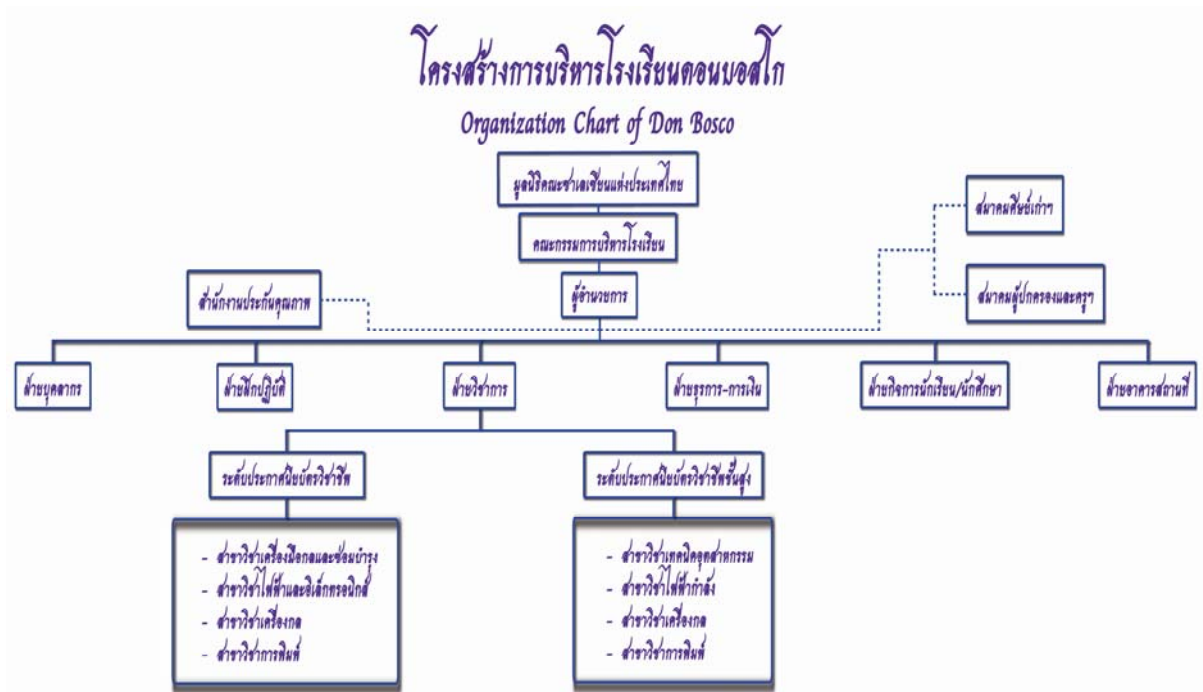 โครงสร้างการบริหารโรงเรียนดอนบอสโก
Organization Chart of Don Bosco
มูลนิธิคณะซาเลเซียนแห่งประเทศไทย
สมาคมศิษย์เก่าฯ
คณะกรรมการบริหารโรงเรียน
สำนักงานประกันคุณภาพ
ผู้อำนวยการ
สมาคมผู้ปกครองและครูฯ
ฝ่ายบุคลากร
ฝ่ายฝึกปฏิบัติ
ฝ่ายวิชาการ
ฝ่ายธุรการ-การเงิน
ฝ่ายกิจการนักเรียน/นักศึกษา
ฝ่ายอาคารสถานที่
ระดับประกาศนียบัตรวิชาชีพ
ระดับประกาศนียบัตรวิชาชีพชั้นสูง
- สาขาวิชาเครื่องมือกลและซ่อมบำรุง
- สาขาวิชาไฟฟ้าและอิเล็กทรอนิกส์
- สาขาวิชาเครื่องกล
- สาขาวิชาการพิมพ์
- สาขาวิชาเทคนิคอุตสาหกรรม
- สาขาวิชาไฟฟ้ากำลัง
- สาขาวิชาเครื่องกล
- สาขาวิชาการพิมพ์